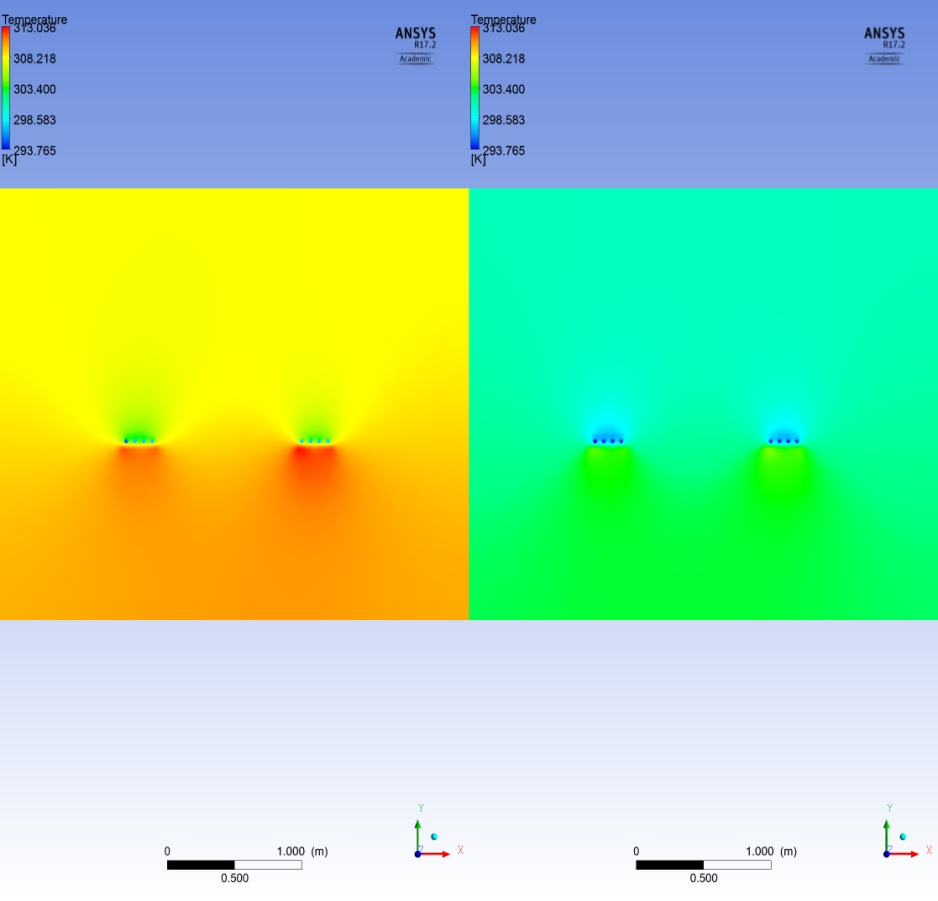 Temperature
313.036
308.218
303.400
298.583
293.765
[K]
ANSYS
R17.2
Academic
0 1.000 (m)
0.500
Y
X
Z
Temperature
313.036
308.218
303.400
298.583
293.765
[K]
ANSYS
R17.2
Academic
0 1.000 (m)
0.500
Y
X
Z